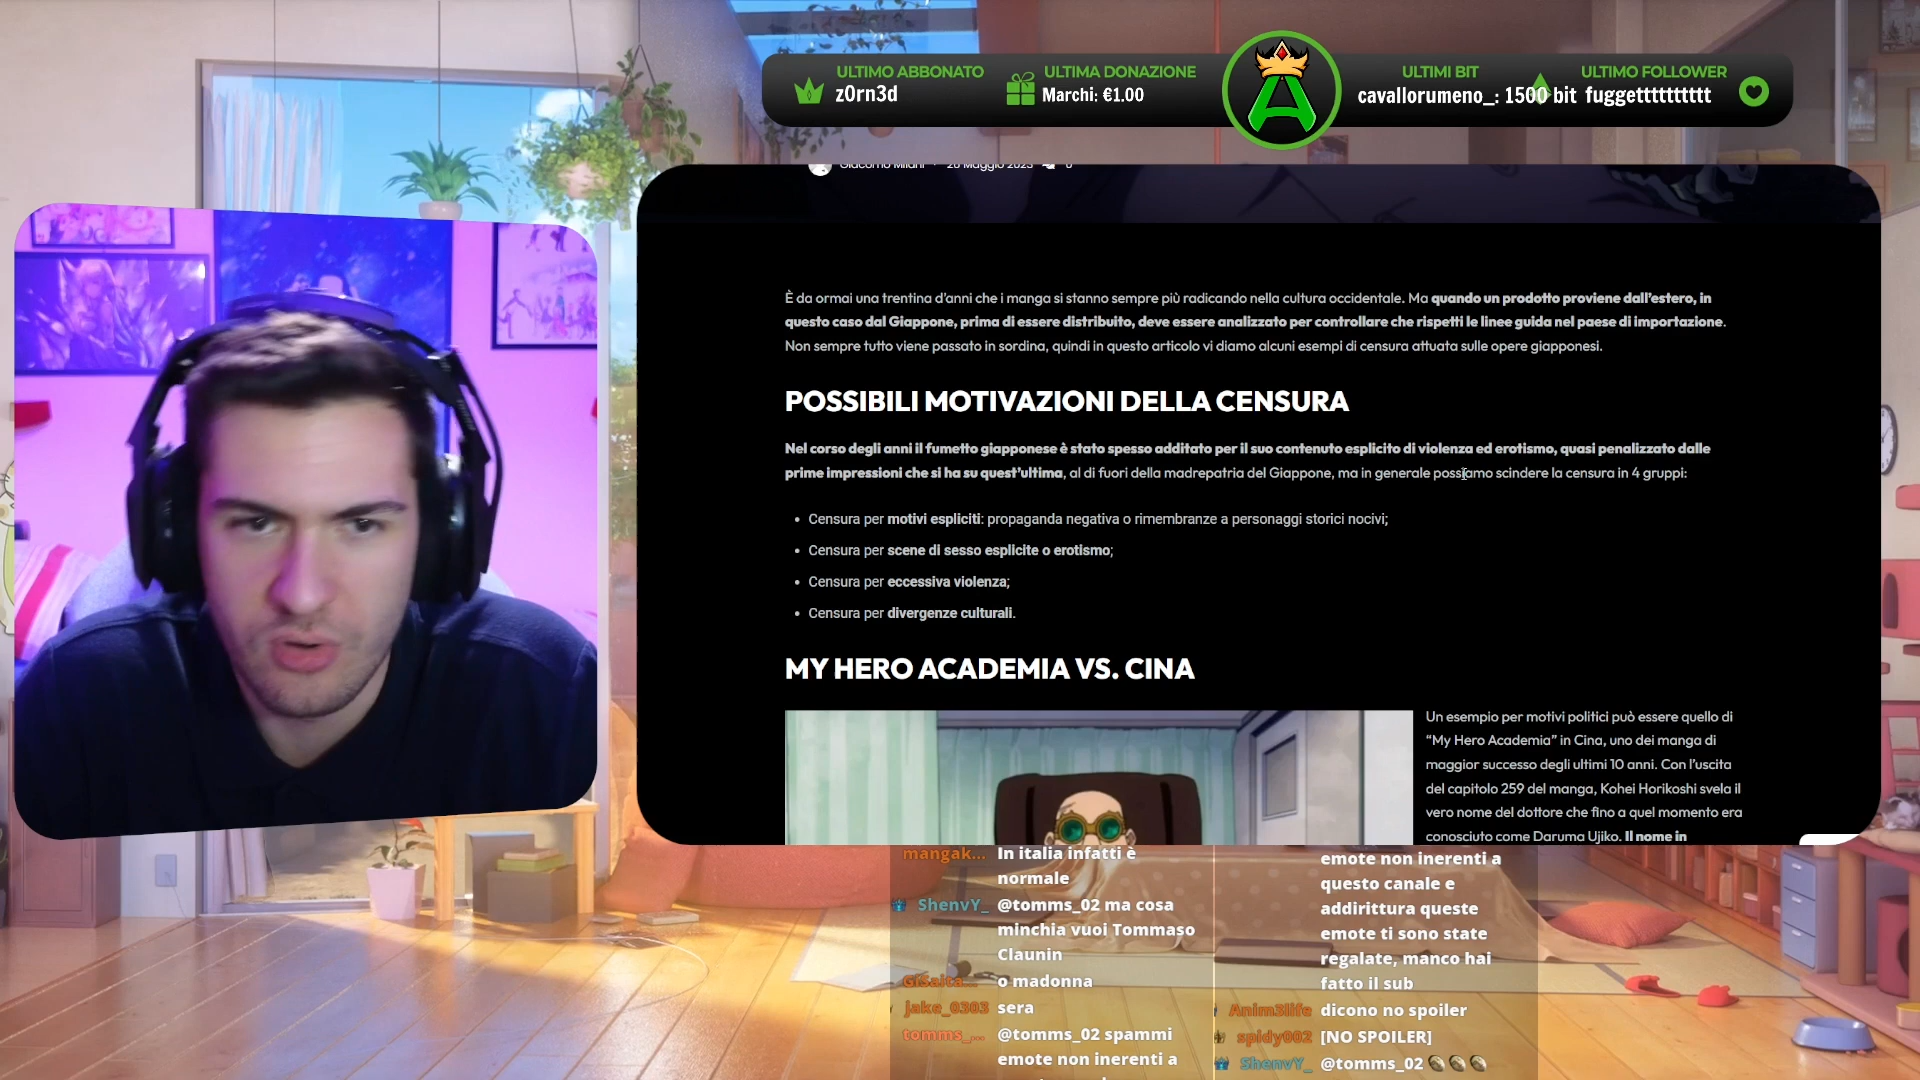 ULTIMO ABBONATO
z0rn3d
ULTIMA DONAZIONE
Marchi: €1.00
A
ULTIMI BIT
cavallorumeno_: 1500 bit
ULTIMO FOLLOWER
fuggetttttttttt
Giacomo Milani
26 Maggio 2023
0
È da ormai una trentina d'anni che i manga si stanno sempre più radicando nella cultura occidentale. Ma quando un prodotto proviene dall'estero, in
questo caso dal Giappone, prima di essere distribuito, deve essere analizzato per controllare che rispetti le linee guida nel paese di importazione.
Non sempre tutto viene passato in sordina, quindi in questo articolo vi diamo alcuni esempi di censura attuata sulle opere giapponesi.
POSSIBILI MOTIVAZIONI DELLA CENSURA
Nel corso degli anni il fumetto giapponese è stato spesso additato per il suo contenuto esplicito di violenza ed erotismo, quasi penalizzato dalle
prime impressioni che si ha su quest'ultima, al di fuori della madrepatria del Giappone, ma in generale possiamo scindere la censura in 4 gruppi:
• Censura per motivi espliciti: propaganda negativa o rimembranze a personaggi storici nocivi;
• Censura per scene di sesso esplicite o erotismo;
• Censura per eccessiva violenza;
• Censura per divergenze culturali.
MY HERO ACADEMIA VS. CINA
Un esempio per motivi politici può essere quello di
“My Hero Academia” in Cina, uno dei manga di
maggior successo degli ultimi 10 anni. Con l'uscita
del capitolo 259 del manga, Kohei Horikoshi svela il
vero nome del dottore che fino a quel momento era
conosciuto come Daruma Ujiko. Il nome in
mangak... In italia infatti è
normale
ShenvY_ @tomms_02 ma cosa
minchia vuoi Tommaso
Claunin
GiSalta... o madonna
jake_0303 sera
tomms_... @tomms_02 spammi
emote non inerenti a
emote non inerenti a
questo canale e
addirittura queste
emote ti sono state
regalate, manco hai
fatto il sub
Anim3life dicono no spoiler
spidy002 [NO SPOILER]
ShenvY_ @tomms_02